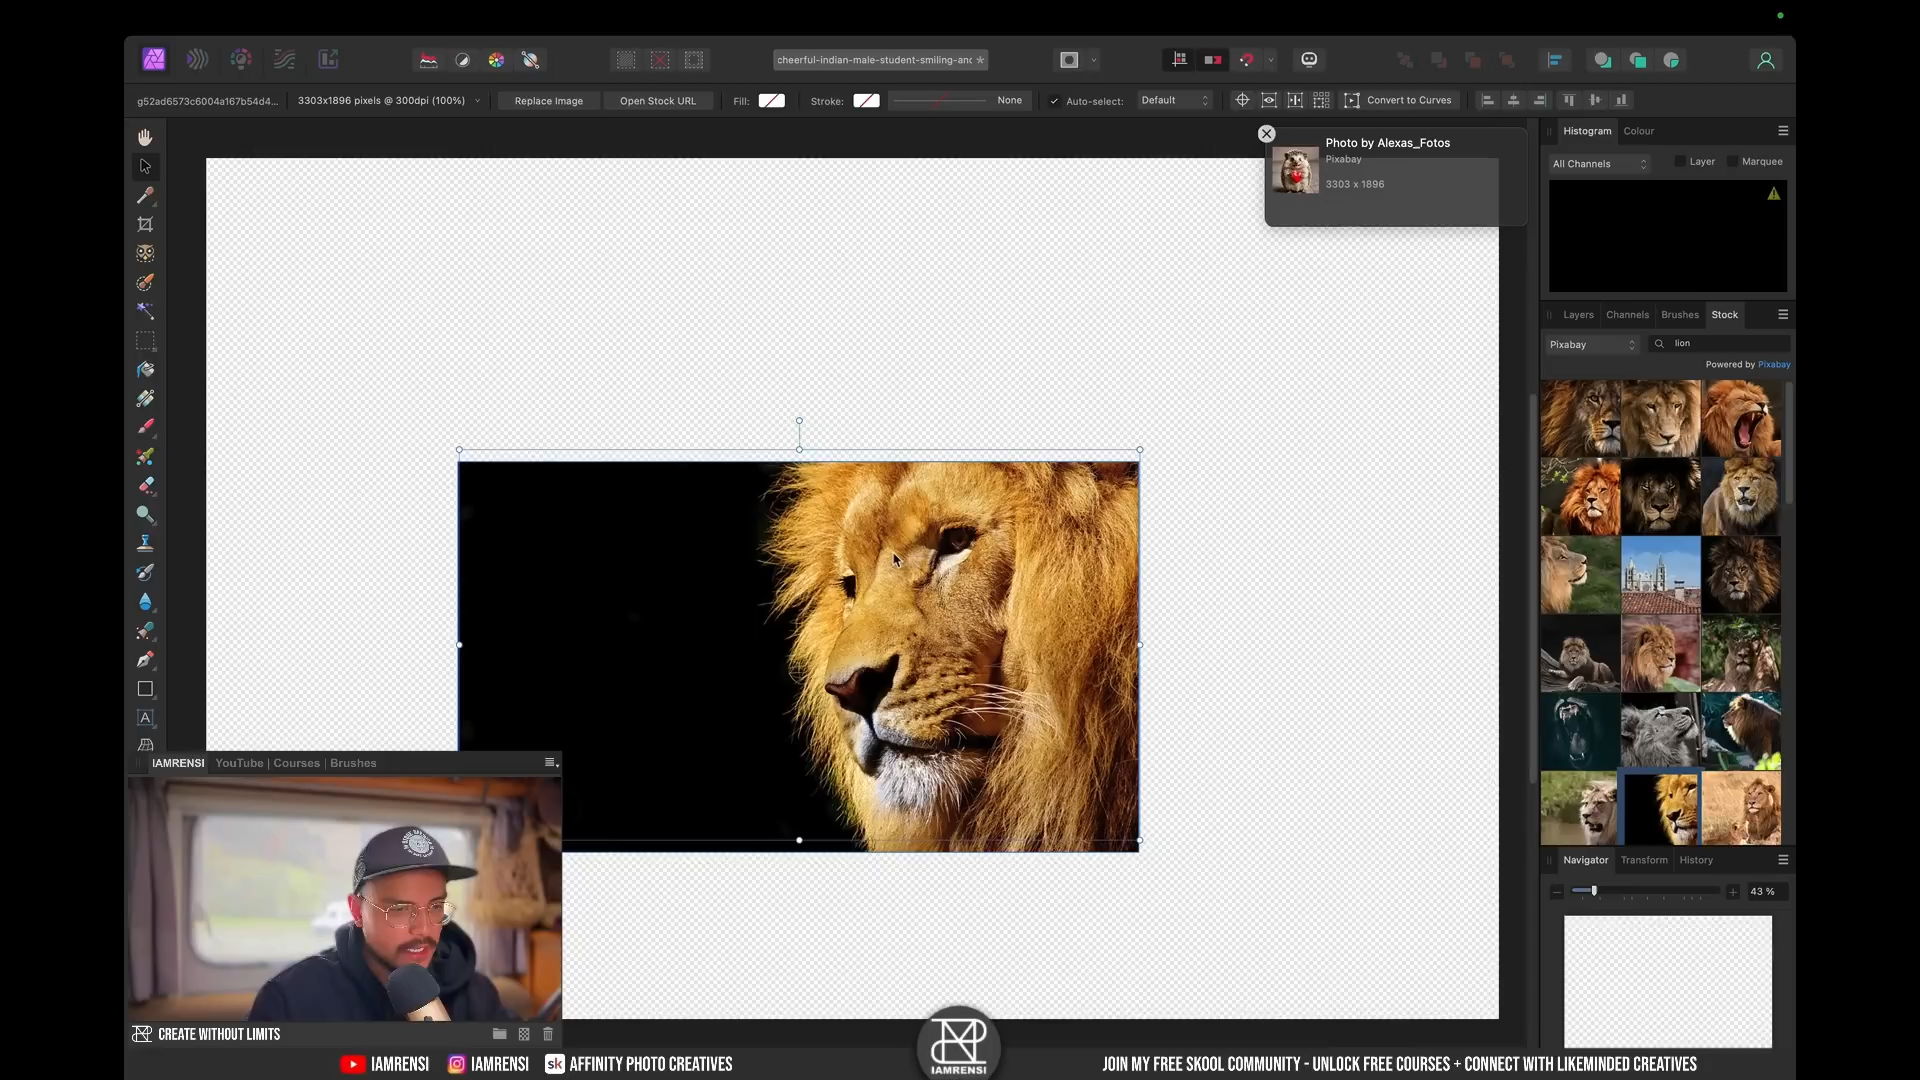 cheerful-indian-male-student-smiling-and
g52ad6573c6004a167b54d4...
3303x1896 pixels @ 300dpi (100%)
Replace Image
Open Stock URL
Fill:
Stroke:
None
Auto-select:
Default
Convert to Curves
Photo by Alexas_Fotos
Pixabay
3303 x 1896
Histogram
Colour
All Channels
Layer
Marquee
Layers
Channels
Brushes
Stock
Pixabay
lion
Powered by Pixabay
Navigator
Transform
History
43 %
A
IAMRENSI
YouTube | Courses | Brushes
CREATE WITHOUT LIMITS
IAMRENSI
IAMRENSI
sk AFFINITY PHOTO CREATIVES
IAMRENSI
JOIN MY FREE SKOOL COMMUNITY - UNLOCK FREE COURSES + CONNECT WITH LIKEMINDED CREATIVES